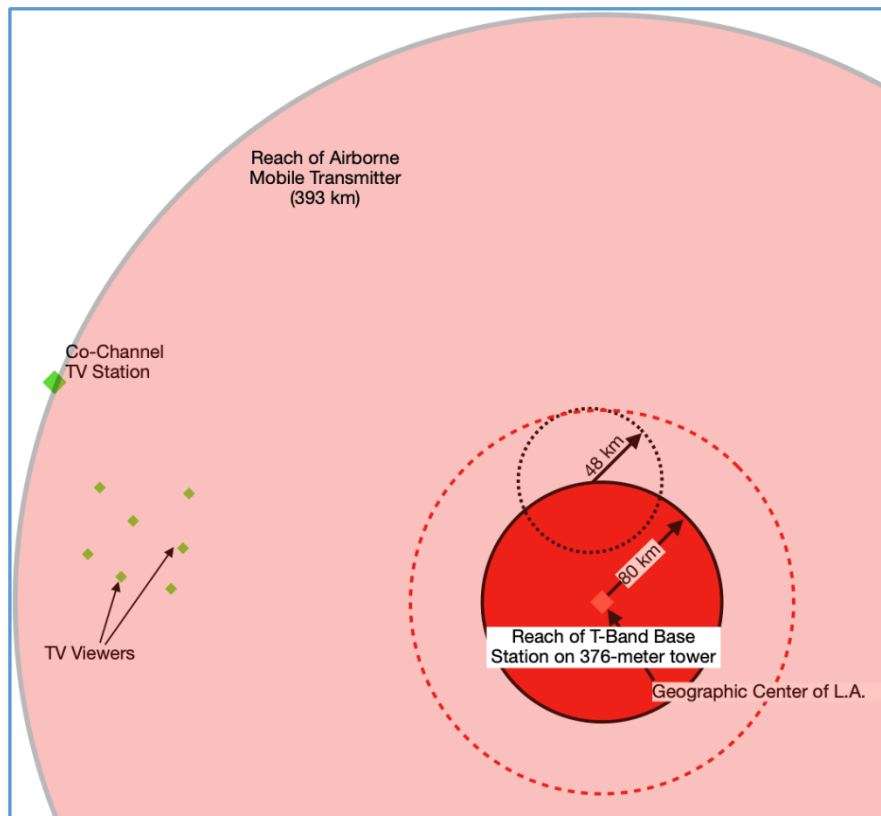 Reach of Airborne
Mobile Transmitter
(393 km)
Co-Channel
TV Station
48 km
80 km
TV Viewers
Reach of T-Band Base
Station on 376-meter tower
Geographic Center of L.A.